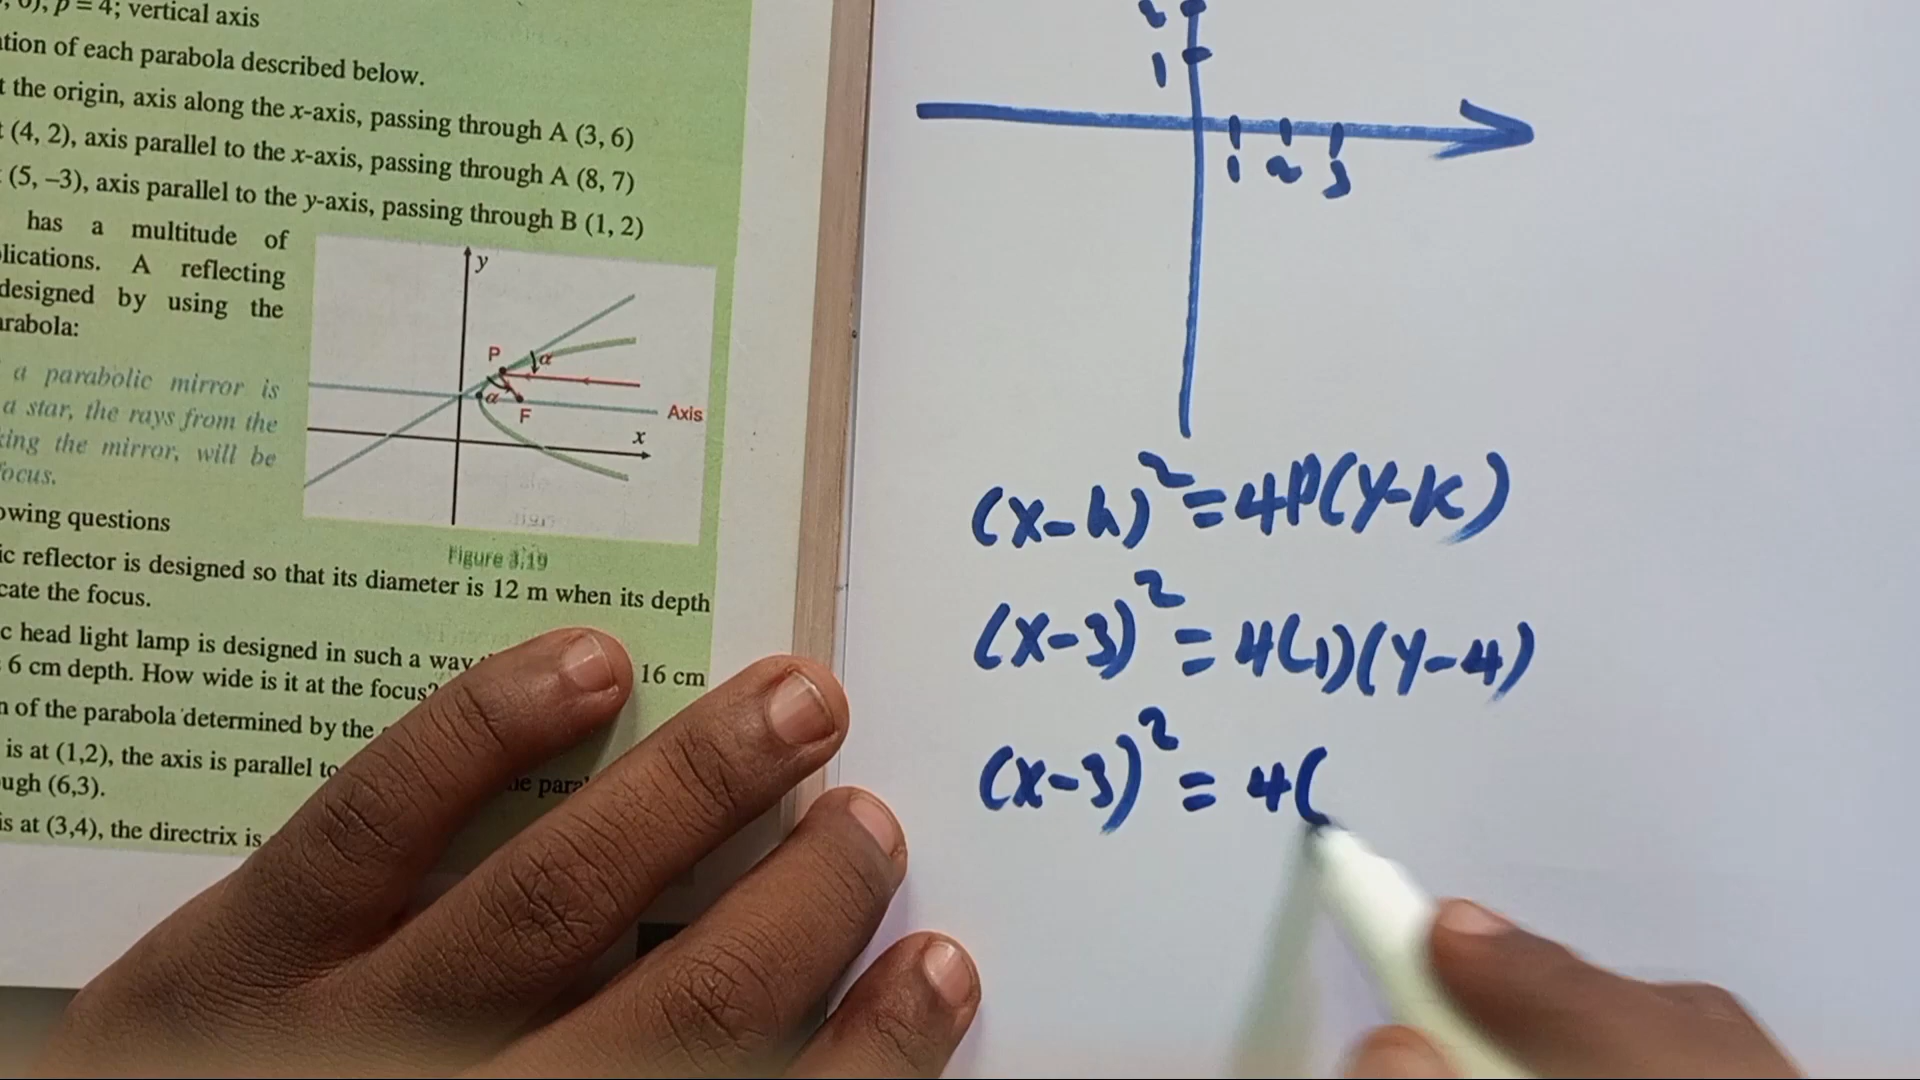 p = 4; vertical axis
ation of each parabola described below.
t the origin, axis along the x-axis, passing through A (3, 6)
(4, 2), axis parallel to the x-axis, passing through A (8, 7)
(5, –3), axis parallel to the y-axis, passing through B (1, 2)
has a multitude of
lications. A reflecting
designed by using the
arabola:
a parabolic mirror is
a star, the rays from the
king the mirror, will be
focus.
y
P
α
α
F
Axis
x
Figure 3.19
owing questions
ic reflector is designed so that its diameter is 12 m when its depth
cate the focus.
c head light lamp is designed in such a way 16 cm
6 cm depth. How wide is it at the focus?
n of the parabola determined by the
is at (1,2), the axis is parallel to
ugh (6,3).
is at (3,4), the directrix is
2
1
1 2 3
(x-h)²=4P(y-k)
(x-3)² = 4(1)(y-4)
(x-3)² = 4(